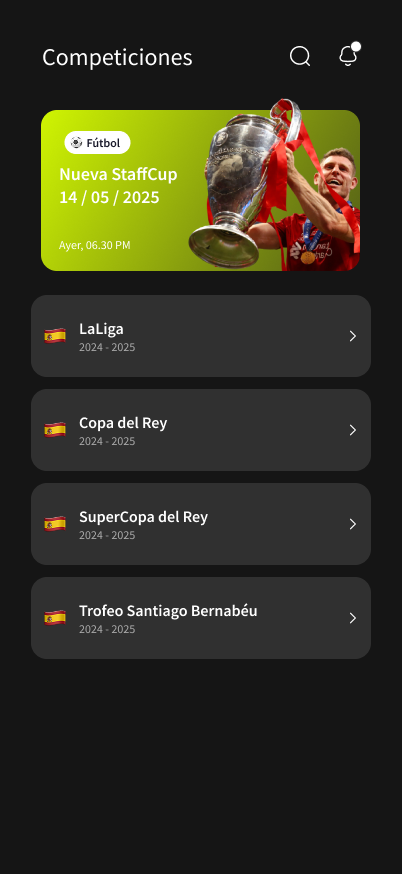 Competiciones
Fútbol
Nueva StaffCup
14 / 05 / 2025
Ayer, 06.30 PM
LaLiga
2024 - 2025
Copa del Rey
2024 - 2025
SuperCopa del Rey
2024 - 2025
Trofeo Santiago Bernabéu
2024 - 2025